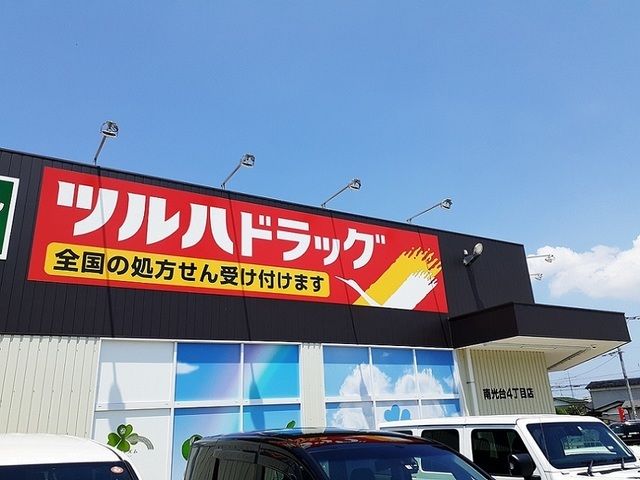 ツルハドラッグ
全国の処方せん受け付けます
南光台4丁目店